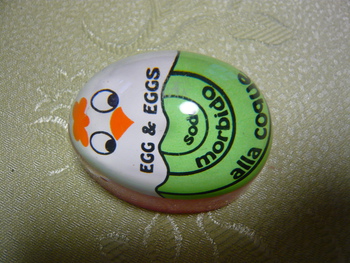 EGG & EGGS
sodo
morbido
alla coque